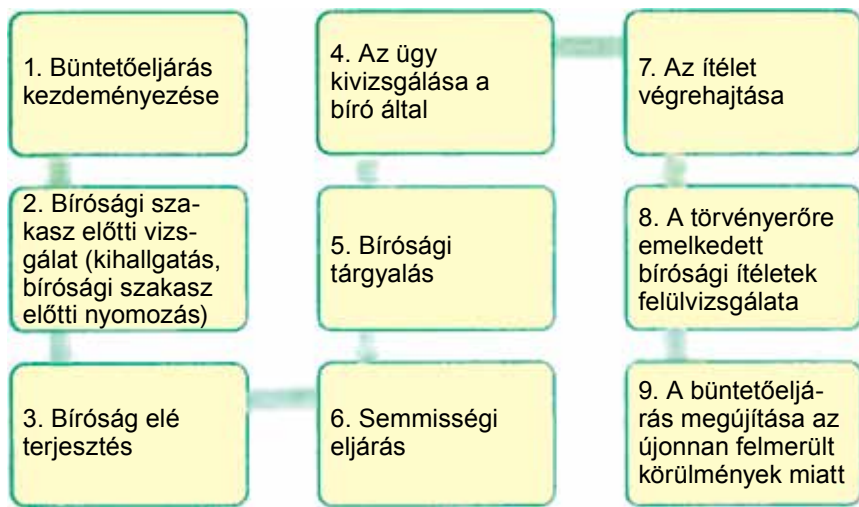 1. Büntetőeljárás
kezdeményezése
2. Bírósági sza-
kasz előtti vizs-
gálat (kihallgatás,
bírósági szakasz
előtti nyomozás)
3. Bíróság elé
terjesztés
4. Az ügy
kivizsgálása a
bíró által
5. Bírósági
tárgyalás
6. Semmisségi
eljárás
7. Az ítélet
végrehajtása
8. A törvényerőre
emelkedett
bírósági ítéletek
felülvizsgálata
9. A büntetőeljá-
rás megújítása az
újonnan felmerült
körülmények miatt